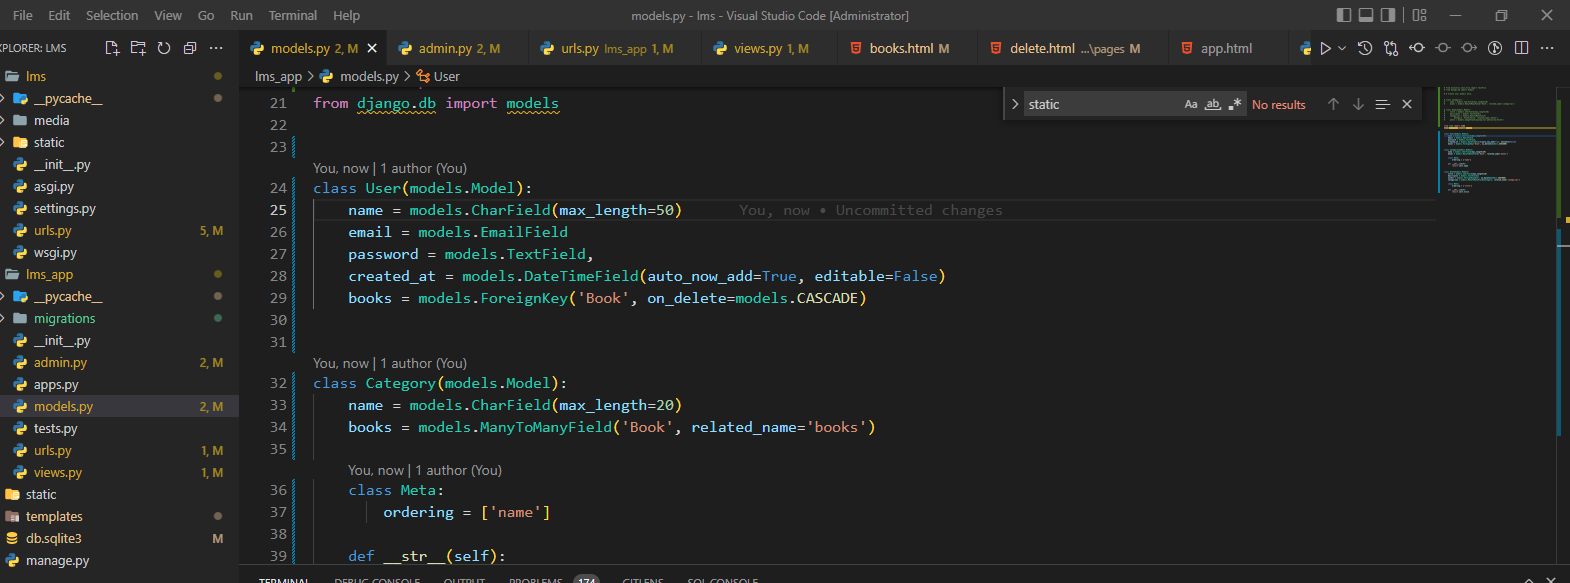 File Edit Selection View Go Run Terminal Help models.py - lms - Visual Studio Code [Administrator]
XPLORER: LMS
models.py 2, M admin.py 2, M urls.py lms_app 1, M views.py 1, M books.html M delete.html ...\pages M app.html
lms_app > models.py > User
static Aa ab No results
lms
__pycache__
media
static
__init__.py
asgi.py
settings.py
urls.py 5, M
wsgi.py
lms_app
__pycache__
migrations
__init__.py
admin.py 2, M
apps.py
models.py 2, M
tests.py
urls.py 1, M
views.py 1, M
static
templates
db.sqlite3 M
manage.py
21 from django.db import models
22
23
You, now | 1 author (You)
24 class User(models.Model):
25 name = models.CharField(max_length=50) You, now • Uncommitted changes
26 email = models.EmailField
27 password = models.TextField,
28 created_at = models.DateTimeField(auto_now_add=True, editable=False)
29 books = models.ForeignKey('Book', on_delete=models.CASCADE)
30
31
You, now | 1 author (You)
32 class Category(models.Model):
33 name = models.CharField(max_length=20)
34 books = models.ManyToManyField('Book', related_name='books')
35
You, now | 1 author (You)
36 class Meta:
37 ordering = ['name']
38
39 def __str__(self):
TERMINAL DEBUG CONSOLE OUTPUT PROBLEMS 174 GITLENS SQL CONSOLE